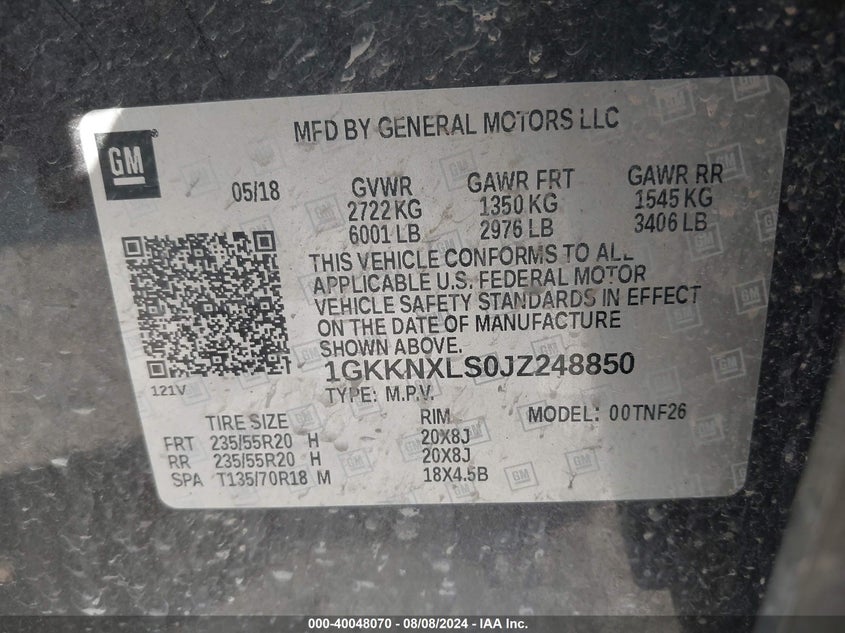 MFD BY GENERAL MOTORS LLC
GM
05/18 GVWR GAWR FRT GAWR RR
2722 KG 1350 KG 1545 KG
6001 LB 2976 LB 3406 LB
THIS VEHICLE CONFORMS TO ALL
APPLICABLE U.S. FEDERAL MOTOR
VEHICLE SAFETY STANDARDS IN EFFECT
ON THE DATE OF MANUFACTURE
SHOWN ABOVE.
1GKKNXLS0JZ248850
121V
TYPE: M.P.V.
TIRE SIZE RIM MODEL: 00TNF26
FRT 235/55R20 H 20X8J
RR 235/55R20 H 20X8J
SPA T135/70R18 M 18X4.5B
000-40048070 - 08/08/2024 - IAA Inc.